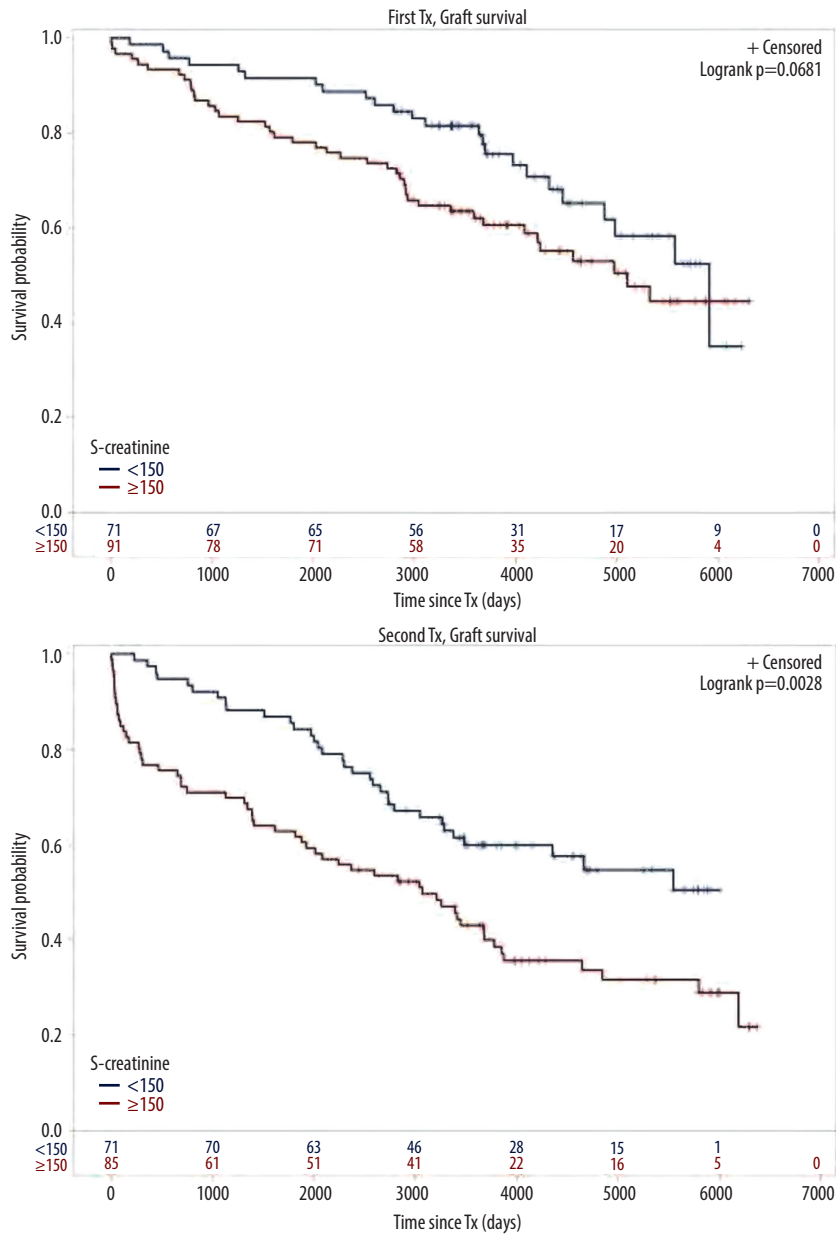 First Tx, Graft survival
+ Censored
Logrank p=0.0681
1.0
0.8
0.6
0.4
0.2
0.0
Survival probability
S-creatinine
<150
≥150
<150 71 67 65 56 31 17 9 0
≥150 91 78 71 58 35 20 4 0
0 1000 2000 3000 4000 5000 6000 7000
Time since Tx (days)
Second Tx, Graft survival
+ Censored
Logrank p=0.0028
1.0
0.8
0.6
0.4
0.2
0.0
Survival probability
S-creatinine
<150
≥150
<150 71 70 63 46 28 15 1
≥150 85 61 51 41 22 16 5 0
0 1000 2000 3000 4000 5000 6000 7000
Time since Tx (days)